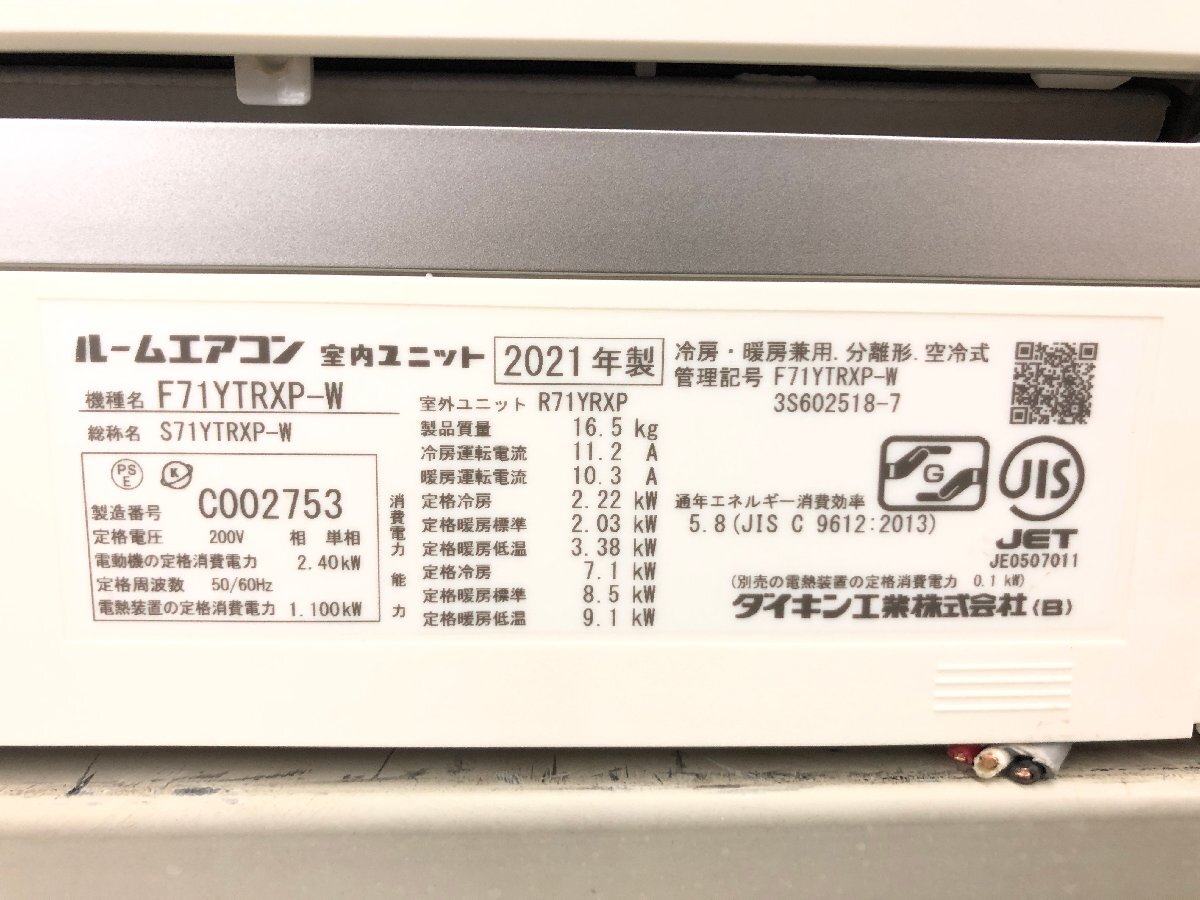 ルームエアコン 室内ユニット 2021年製
機種名 F71YTRXP-W
総称名 S71YTRXP-W
PS
E
K
製造番号 C002753
定格電圧 200V 相 単相
電動機の定格消費電力 2.40kW
定格周波数 50/60Hz
電熱装置の定格消費電力 1.100kW
室外ユニット R71YRXP
製品質量 16.5 kg
冷房運転電流 11.2 A
暖房運転電流 10.3 A
消費電力
定格冷房 2.22 kW
定格暖房標準 2.03 kW
定格暖房低温 3.38 kW
能力
定格冷房 7.1 kW
定格暖房標準 8.5 kW
定格暖房低温 9.1 kW
冷房・暖房兼用.分離形.空冷式
管理記号 F71YTRXP-W
3S602518-7
G
JIS
JET
JE0507011
通年エネルギー消費効率
5.8(JIS C 9612:2013)
(別売の電熱装置の定格消費電力 0.1 kW)
ダイキン工業株式会社(B)